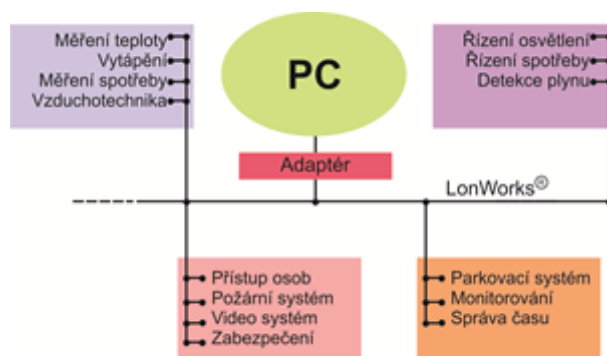 Měření teploty
Vytápění
Měření spotřeby
Vzduchotechnika
PC
Řízení osvětlení
Řízení spotřeby
Detekce plynu
Adaptér
LonWorks®
Přístup osob
Požární systém
Video systém
Zabezpečení
Parkovací systém
Monitorování
Správa času